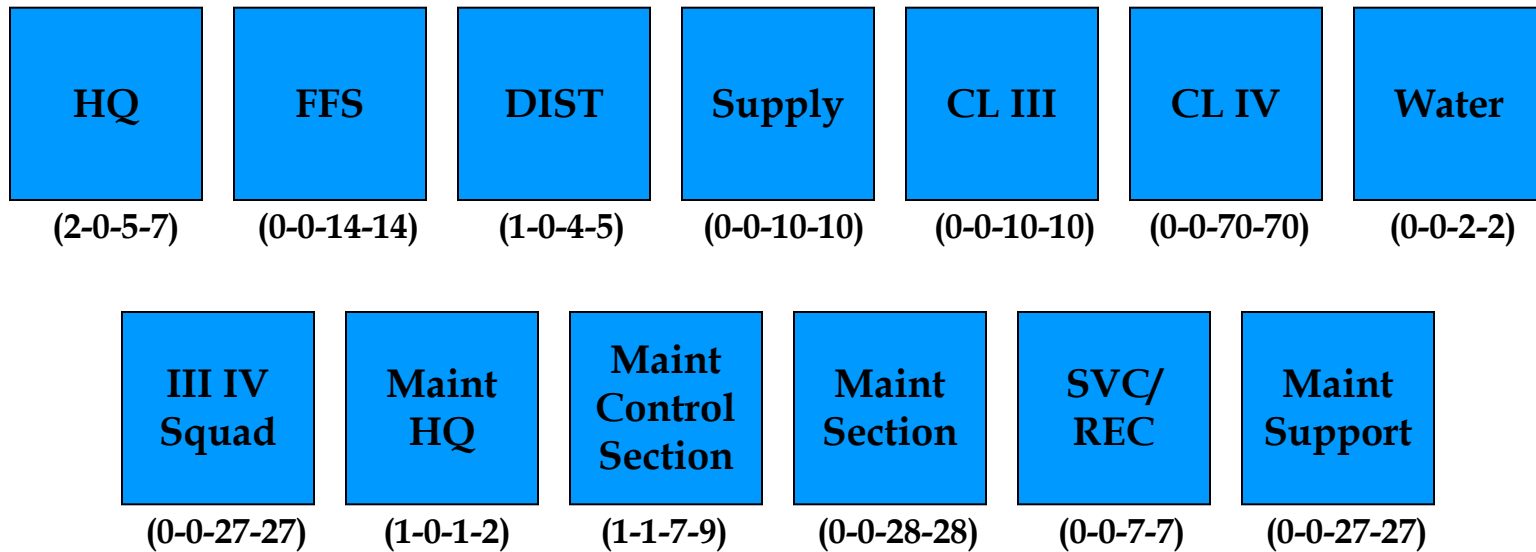 HQ
FFS
DIST
Supply
CL III
CL IV
Water
(2-0-5-7)
(0-0-14-14)
(1-0-4-5)
(0-0-10-10)
(0-0-10-10)
(0-0-70-70)
(0-0-2-2)
III IV
Squad
Maint
HQ
Maint
Control
Section
Maint
Section
SVC/
REC
Maint
Support
(0-0-27-27)
(1-0-1-2)
(1-1-7-9)
(0-0-28-28)
(0-0-7-7)
(0-0-27-27)